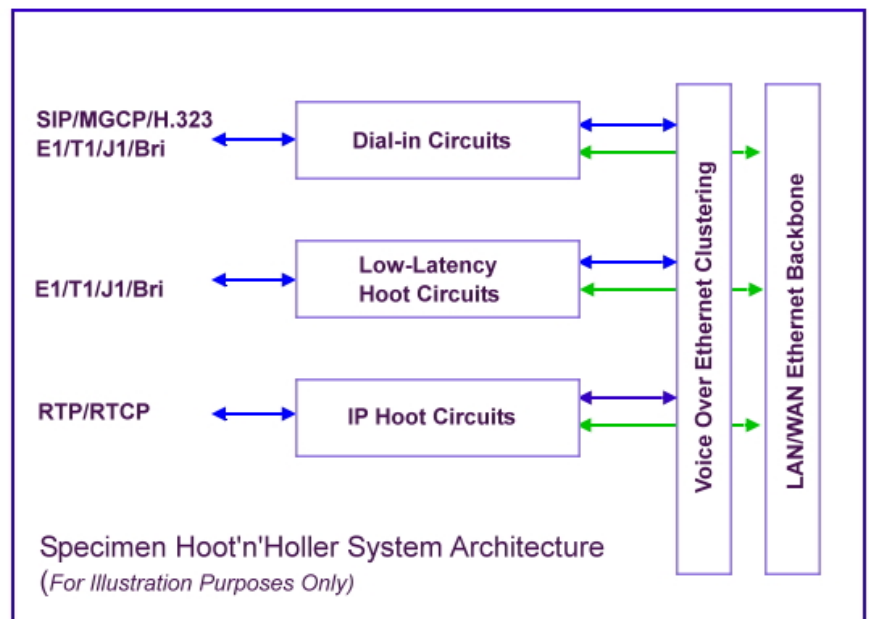 SIP/MGCP/H.323
E1/T1/J1/Bri
Dial-in Circuits
E1/T1/J1/Bri
Low-Latency
Hoot Circuits
RTP/RTCP
IP Hoot Circuits
Voice Over Ethernet Clustering
LAN/WAN Ethernet Backbone
Specimen Hoot'n'Holler System Architecture
(For Illustration Purposes Only)